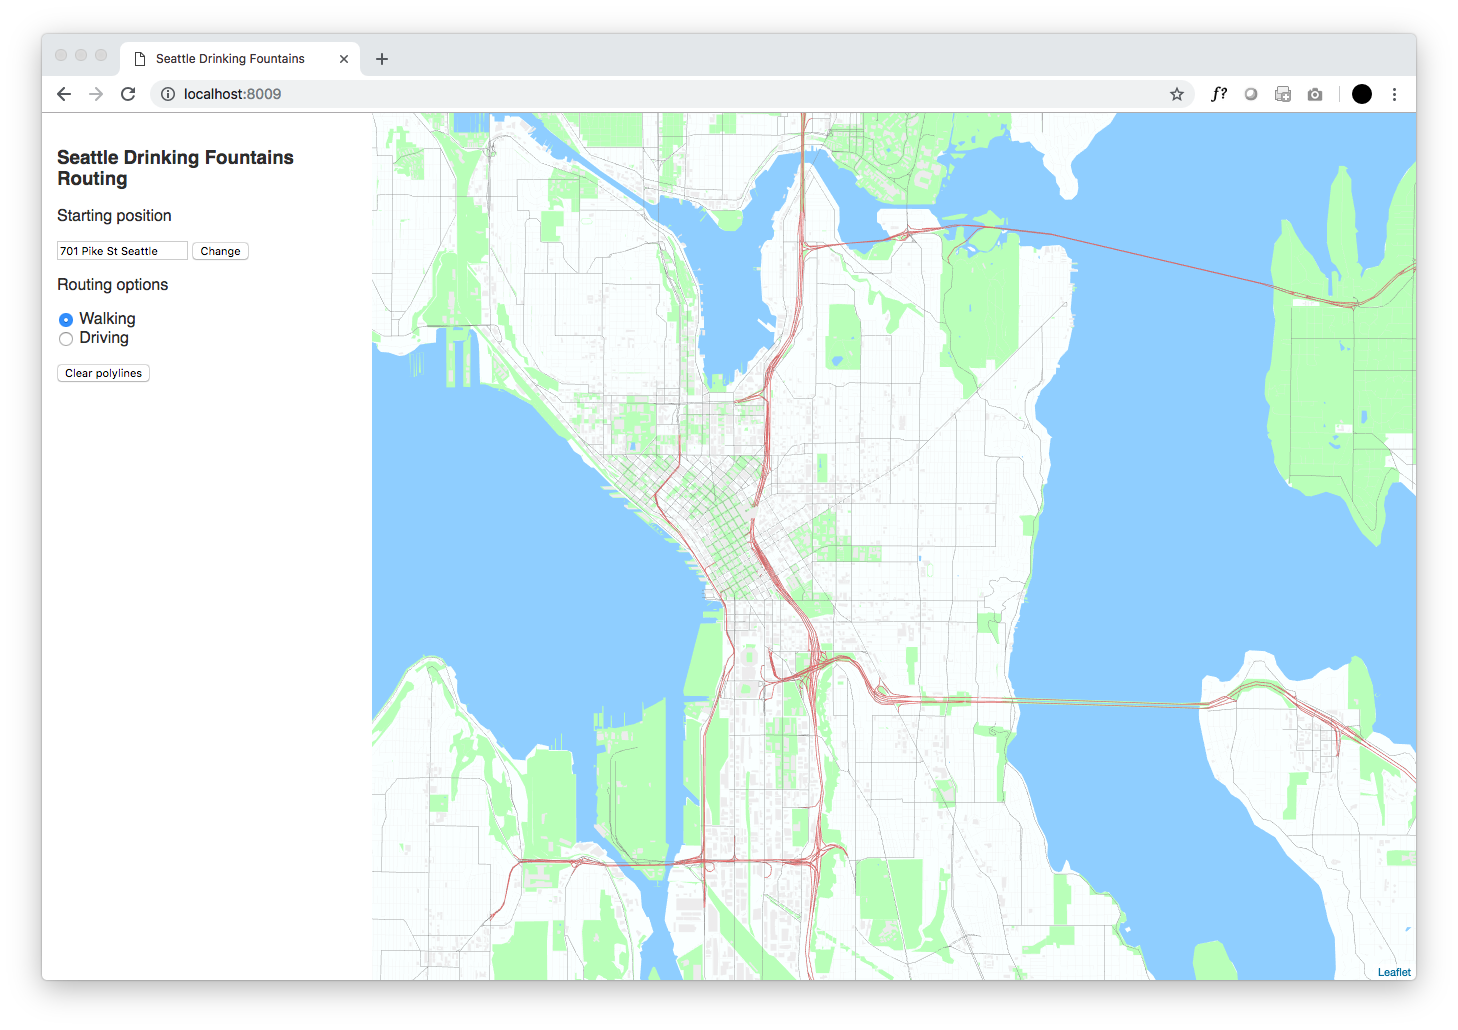 Seattle Drinking Fountains
localhost:8009
f?
Seattle Drinking Fountains
Routing
Starting position
701 Pike St Seattle Change
Routing options
Walking
Driving
Clear polylines
Leaflet